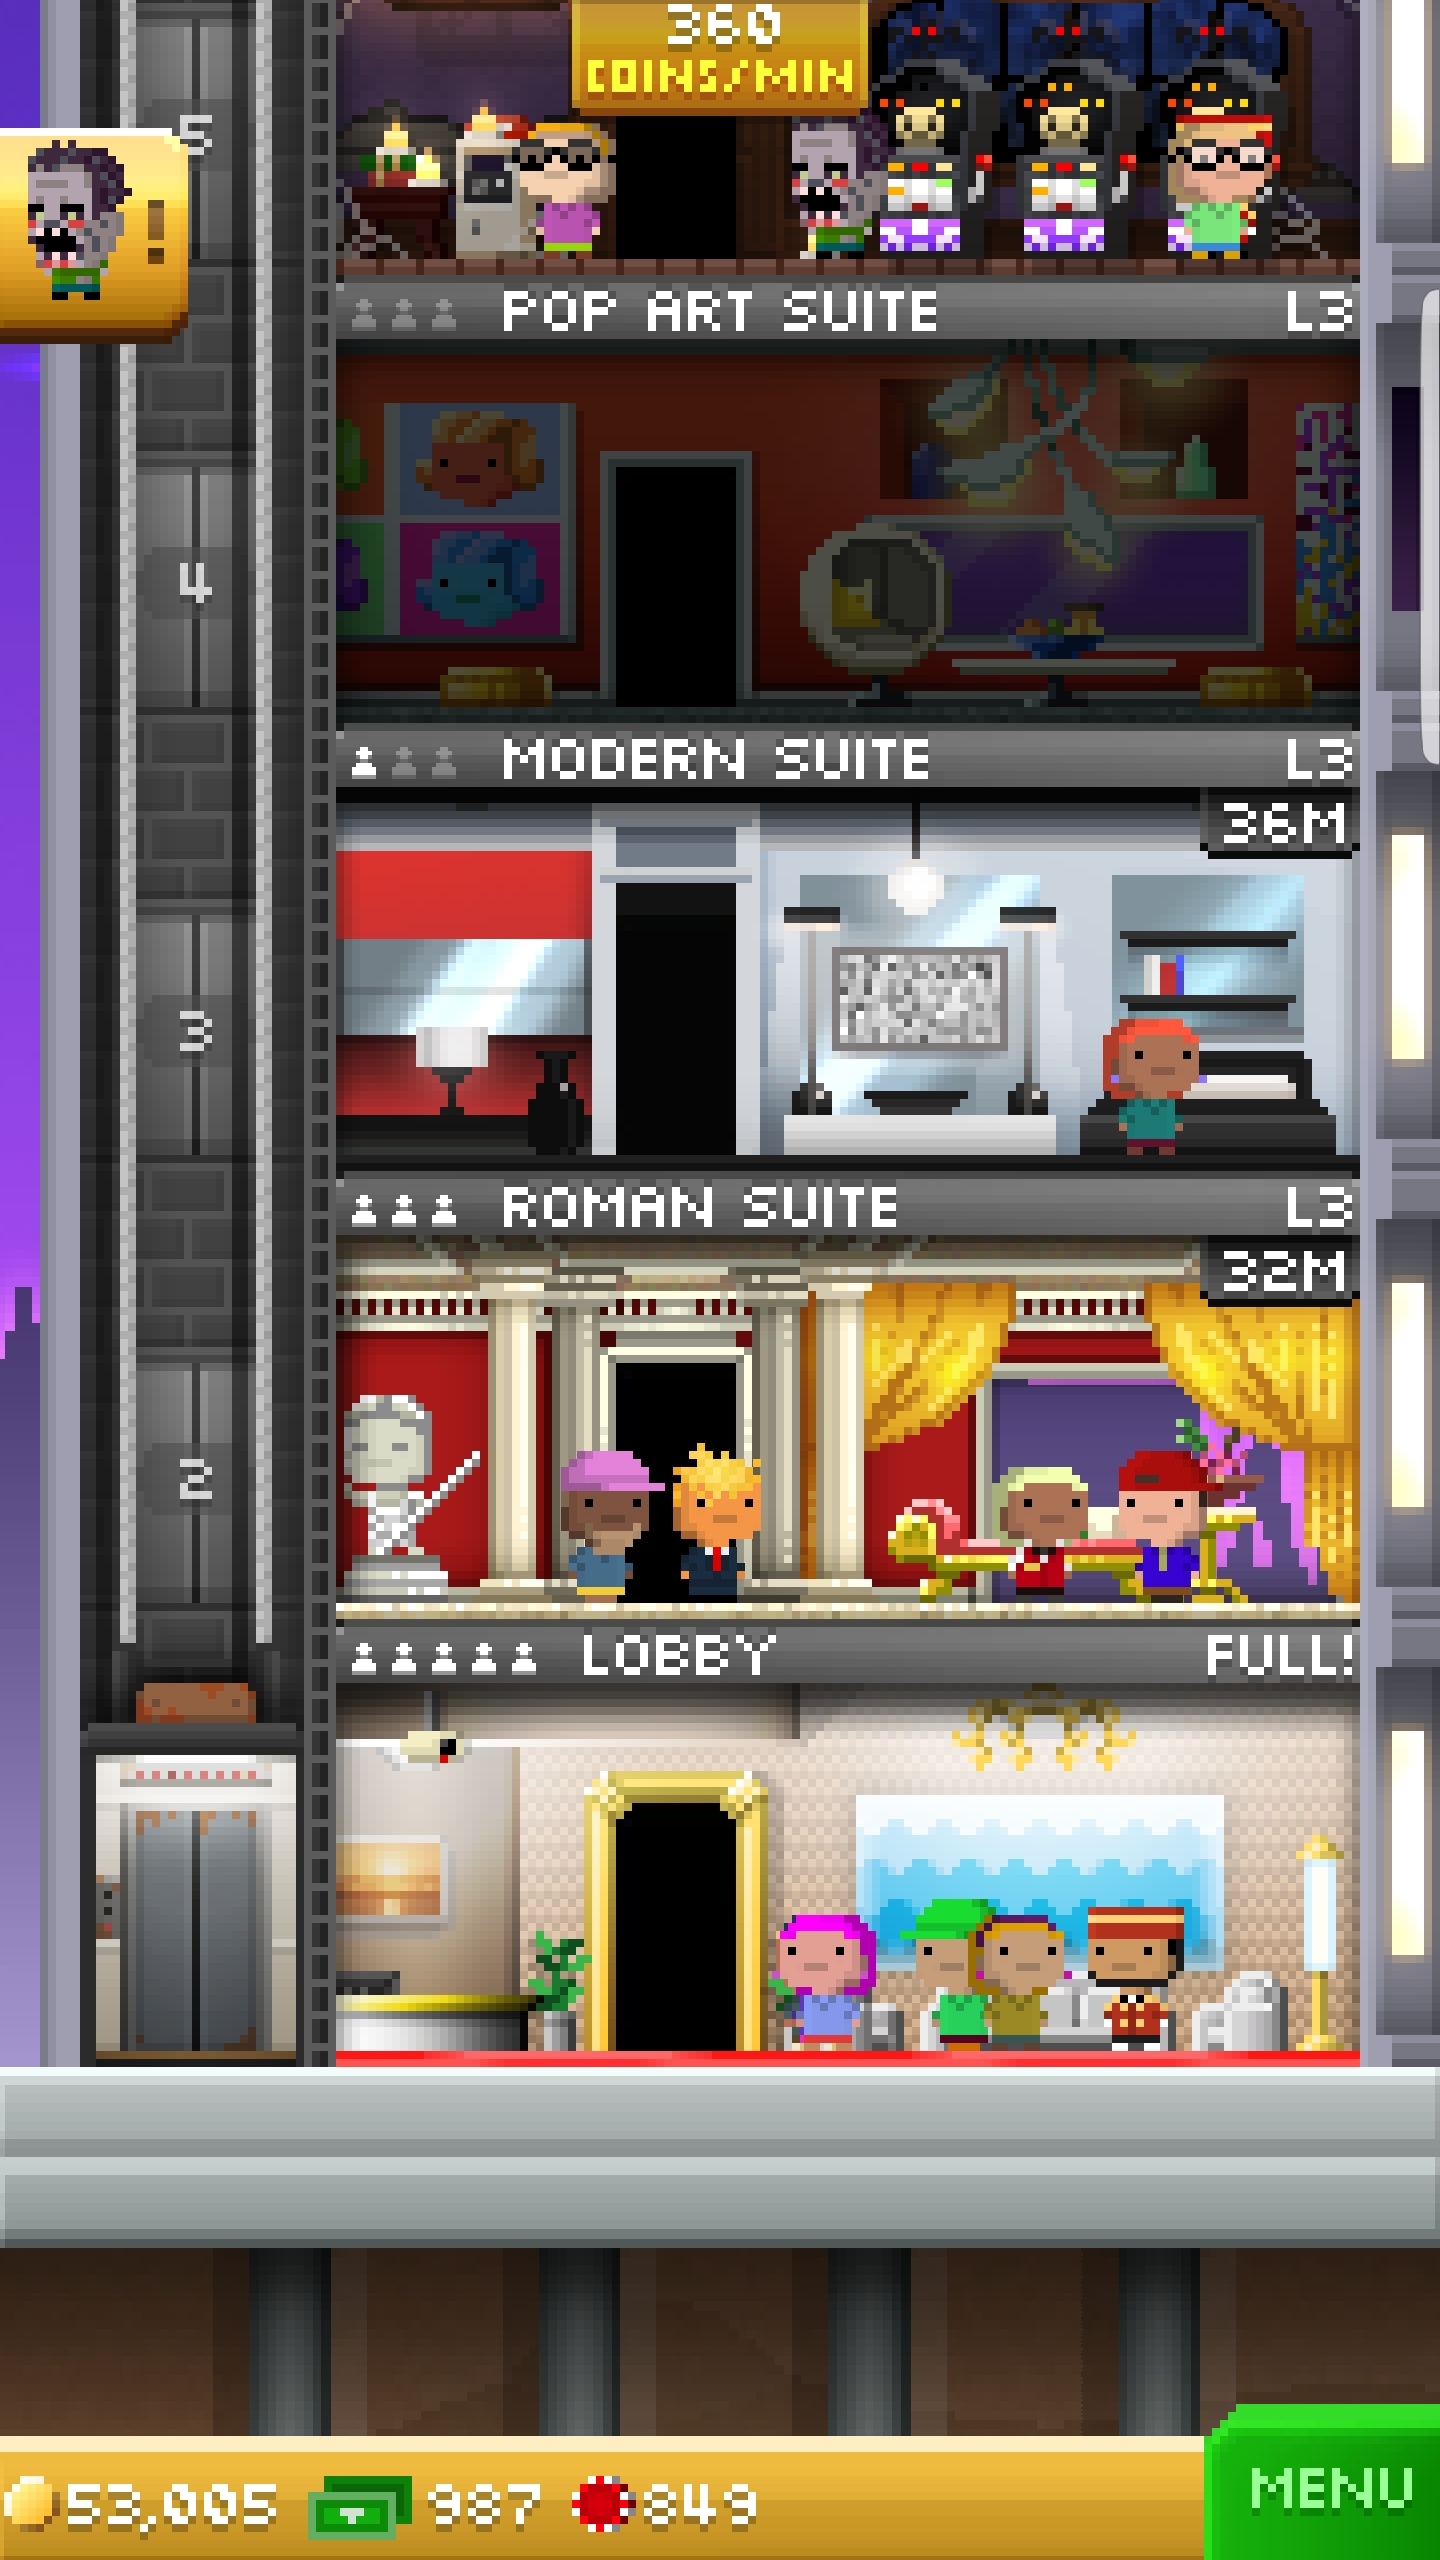 360
COINS/MIN
5
!
POP ART SUITE L3
4
MODERN SUITE L3
36M
3
ROMAN SUITE L3
32M
2
LOBBY FULL!
53,005 987 849
MENU